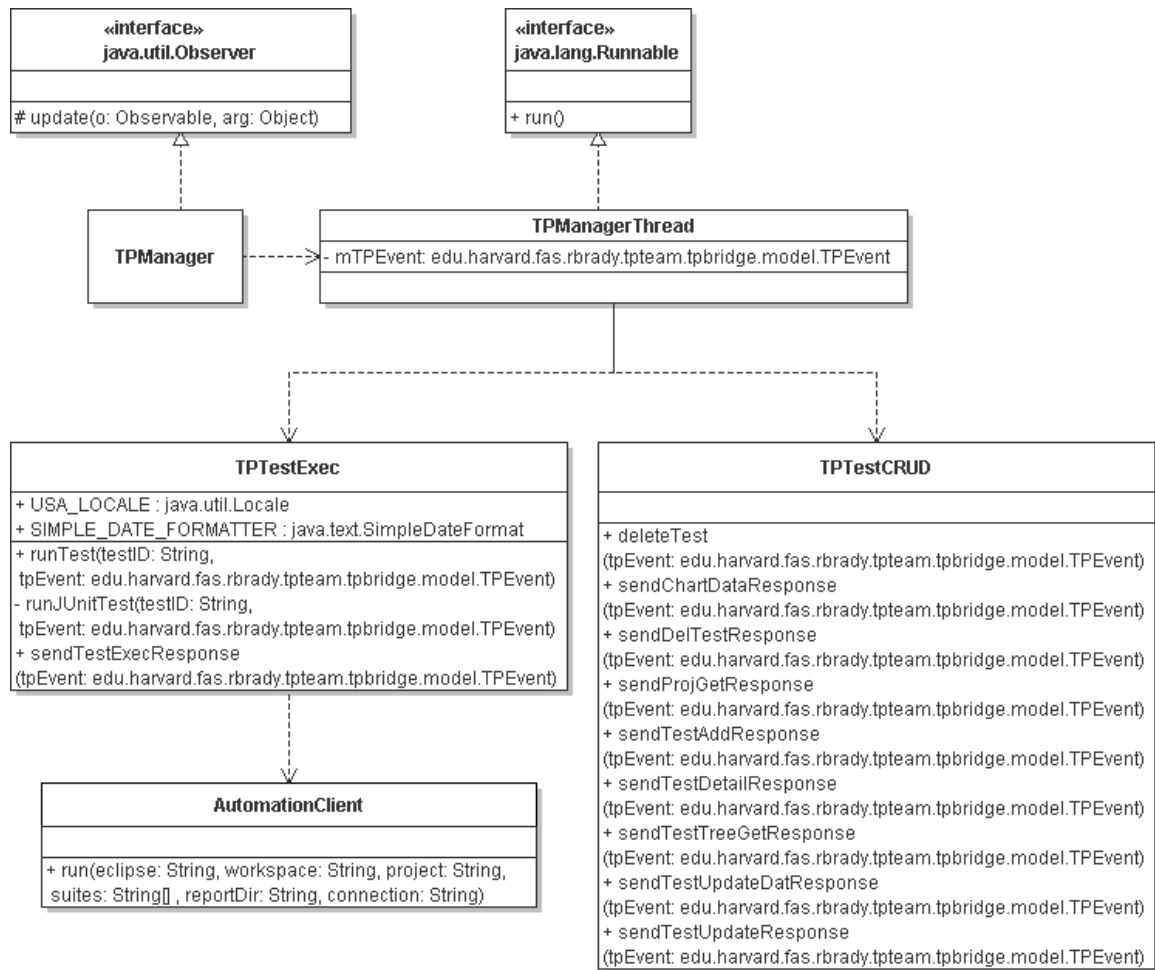 «interface»
java.util.Observer
# update(o: Observable, arg: Object)
«interface»
java.lang.Runnable
+ run()
TPManager
TPManagerThread
- mTPEvent: edu.harvard.fas.rbrady.tpteam.tpbridge.model.TPEvent
TPTestExec
+ USA_LOCALE : java.util.Locale
+ SIMPLE_DATE_FORMATTER : java.text.SimpleDateFormat
+ runTest(testID: String,
tpEvent: edu.harvard.fas.rbrady.tpteam.tpbridge.model.TPEvent)
- runJUnitTest(testID: String,
tpEvent: edu.harvard.fas.rbrady.tpteam.tpbridge.model.TPEvent)
+ sendTestExecResponse
(tpEvent: edu.harvard.fas.rbrady.tpteam.tpbridge.model.TPEvent)
TPTestCRUD
+ deleteTest
(tpEvent: edu.harvard.fas.rbrady.tpteam.tpbridge.model.TPEvent)
+ sendChartDataResponse
(tpEvent: edu.harvard.fas.rbrady.tpteam.tpbridge.model.TPEvent)
+ sendDelTestResponse
(tpEvent: edu.harvard.fas.rbrady.tpteam.tpbridge.model.TPEvent)
+ sendProjGetResponse
(tpEvent: edu.harvard.fas.rbrady.tpteam.tpbridge.model.TPEvent)
+ sendTestAddResponse
(tpEvent: edu.harvard.fas.rbrady.tpteam.tpbridge.model.TPEvent)
+ sendTestDetailResponse
(tpEvent: edu.harvard.fas.rbrady.tpteam.tpbridge.model.TPEvent)
+ sendTestTreeGetResponse
(tpEvent: edu.harvard.fas.rbrady.tpteam.tpbridge.model.TPEvent)
+ sendTestUpdateDatResponse
(tpEvent: edu.harvard.fas.rbrady.tpteam.tpbridge.model.TPEvent)
+ sendTestUpdateResponse
(tpEvent: edu.harvard.fas.rbrady.tpteam.tpbridge.model.TPEvent)
AutomationClient
+ run(eclipse: String, workspace: String, project: String,
suites: String[] , reportDir: String, connection: String)